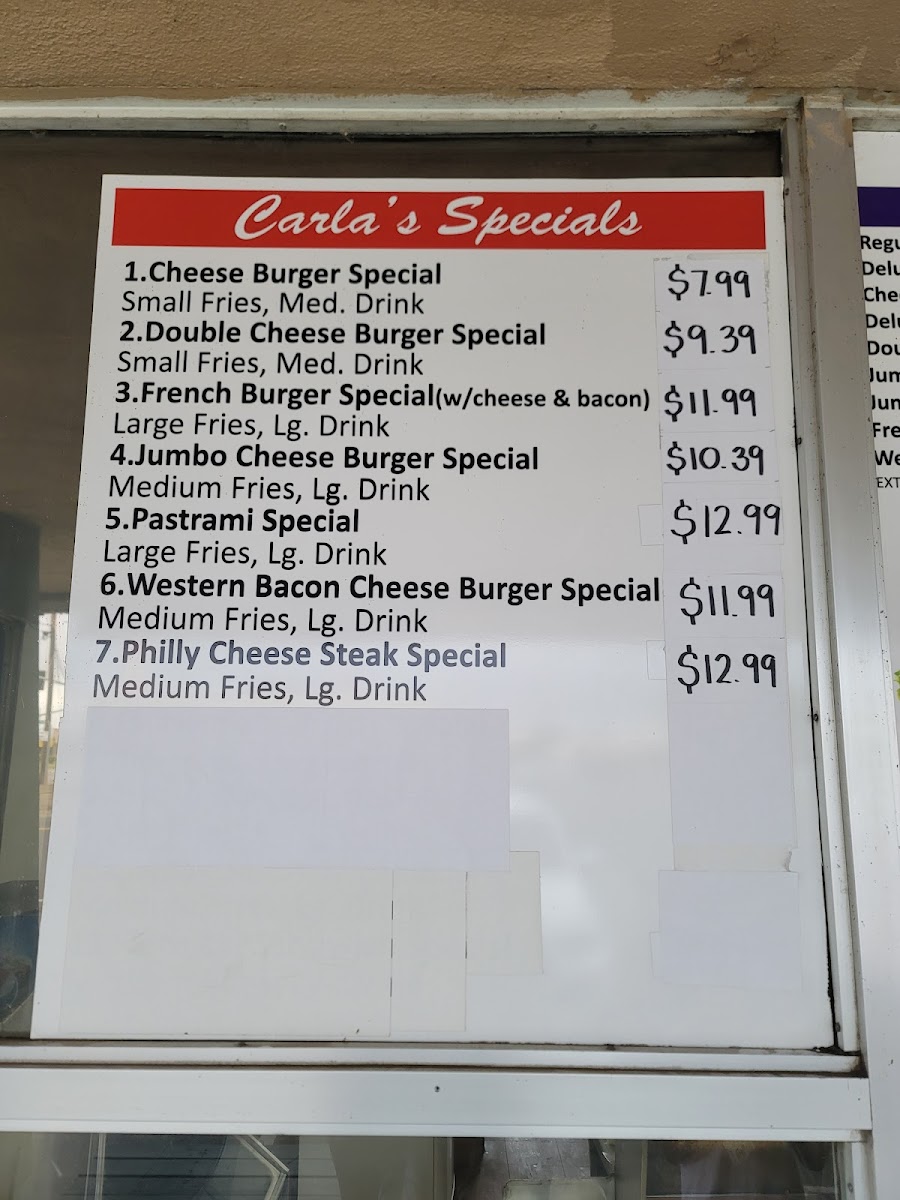 Carla's Specials
1.Cheese Burger Special $7.99
Small Fries, Med. Drink
2.Double Cheese Burger Special $9.39
Small Fries, Med. Drink
3.French Burger Special(w/cheese & bacon) $11.99
Large Fries, Lg. Drink
4.Jumbo Cheese Burger Special $10.39
Medium Fries, Lg. Drink
5.Pastrami Special $12.99
Large Fries, Lg. Drink
6.Western Bacon Cheese Burger Special $11.99
Medium Fries, Lg. Drink
7.Philly Cheese Steak Special $12.99
Medium Fries, Lg. Drink